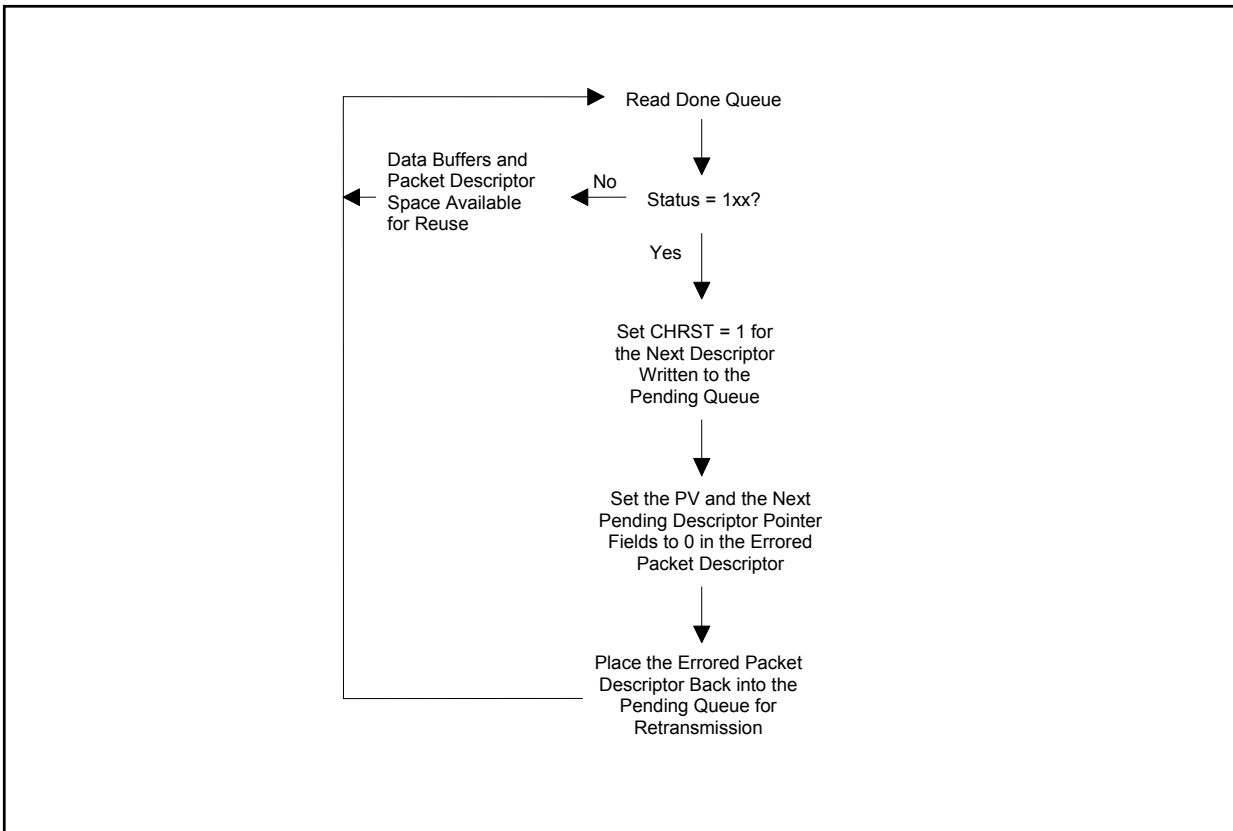 Read Done Queue
Data Buffers and
Packet Descriptor
Space Available
for Reuse
No
Status = 1xx?
Yes
Set CHRST = 1 for
the Next Descriptor
Written to the
Pending Queue
Set the PV and the Next
Pending Descriptor Pointer
Fields to 0 in the Errored
Packet Descriptor
Place the Errored Packet
Descriptor Back into the
Pending Queue for
Retransmission